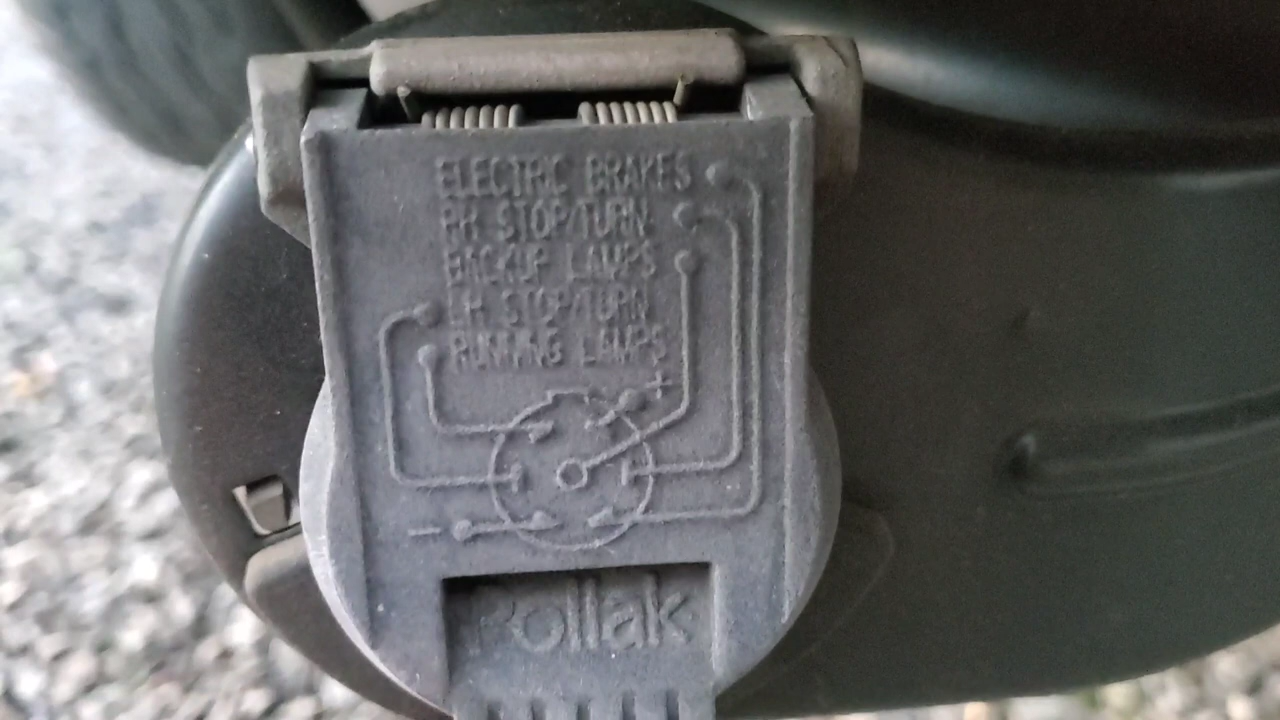 ELECTRIC BRAKES
RH STOP/TURN
BACKUP LAMPS
LH STOP/TURN
RUNNING LAMPS
+
−
Pollak